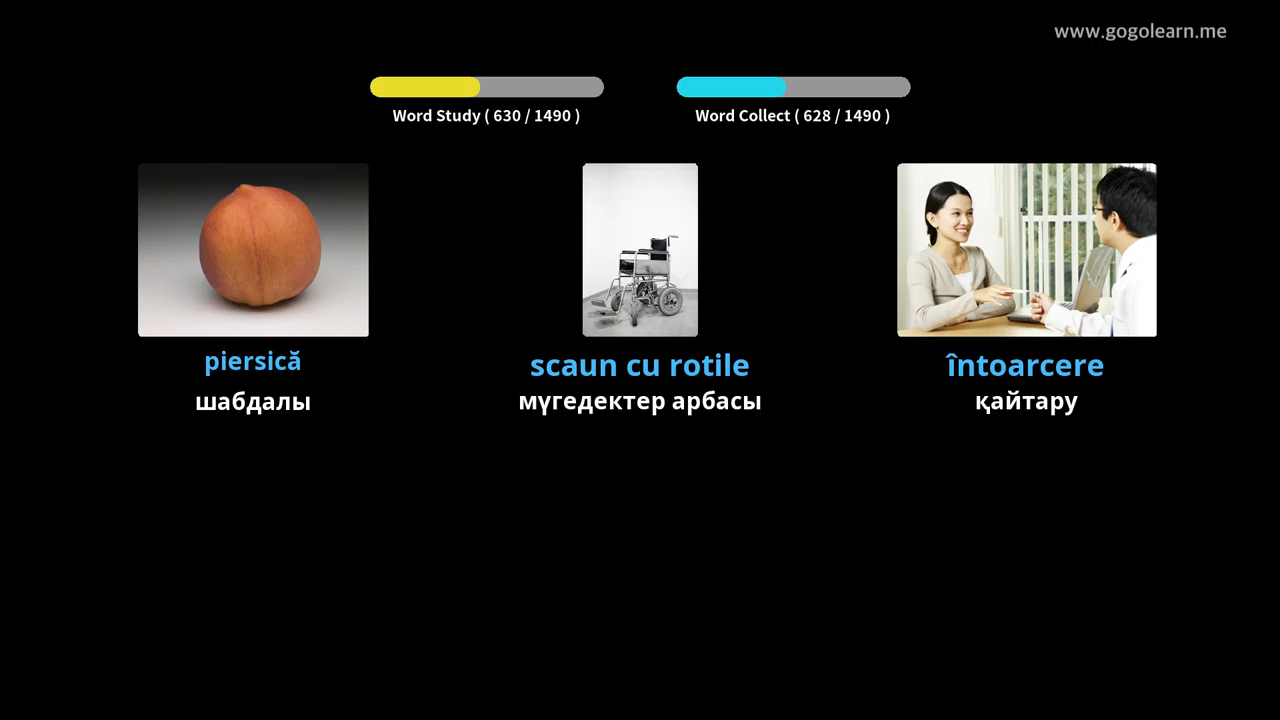 www.gogolearn.me
Word Study ( 630 / 1490 )
Word Collect ( 628 / 1490 )
piersică
scaun cu rotile
întoarcere
шабдалы
мүгедектер арбасы
қайтару